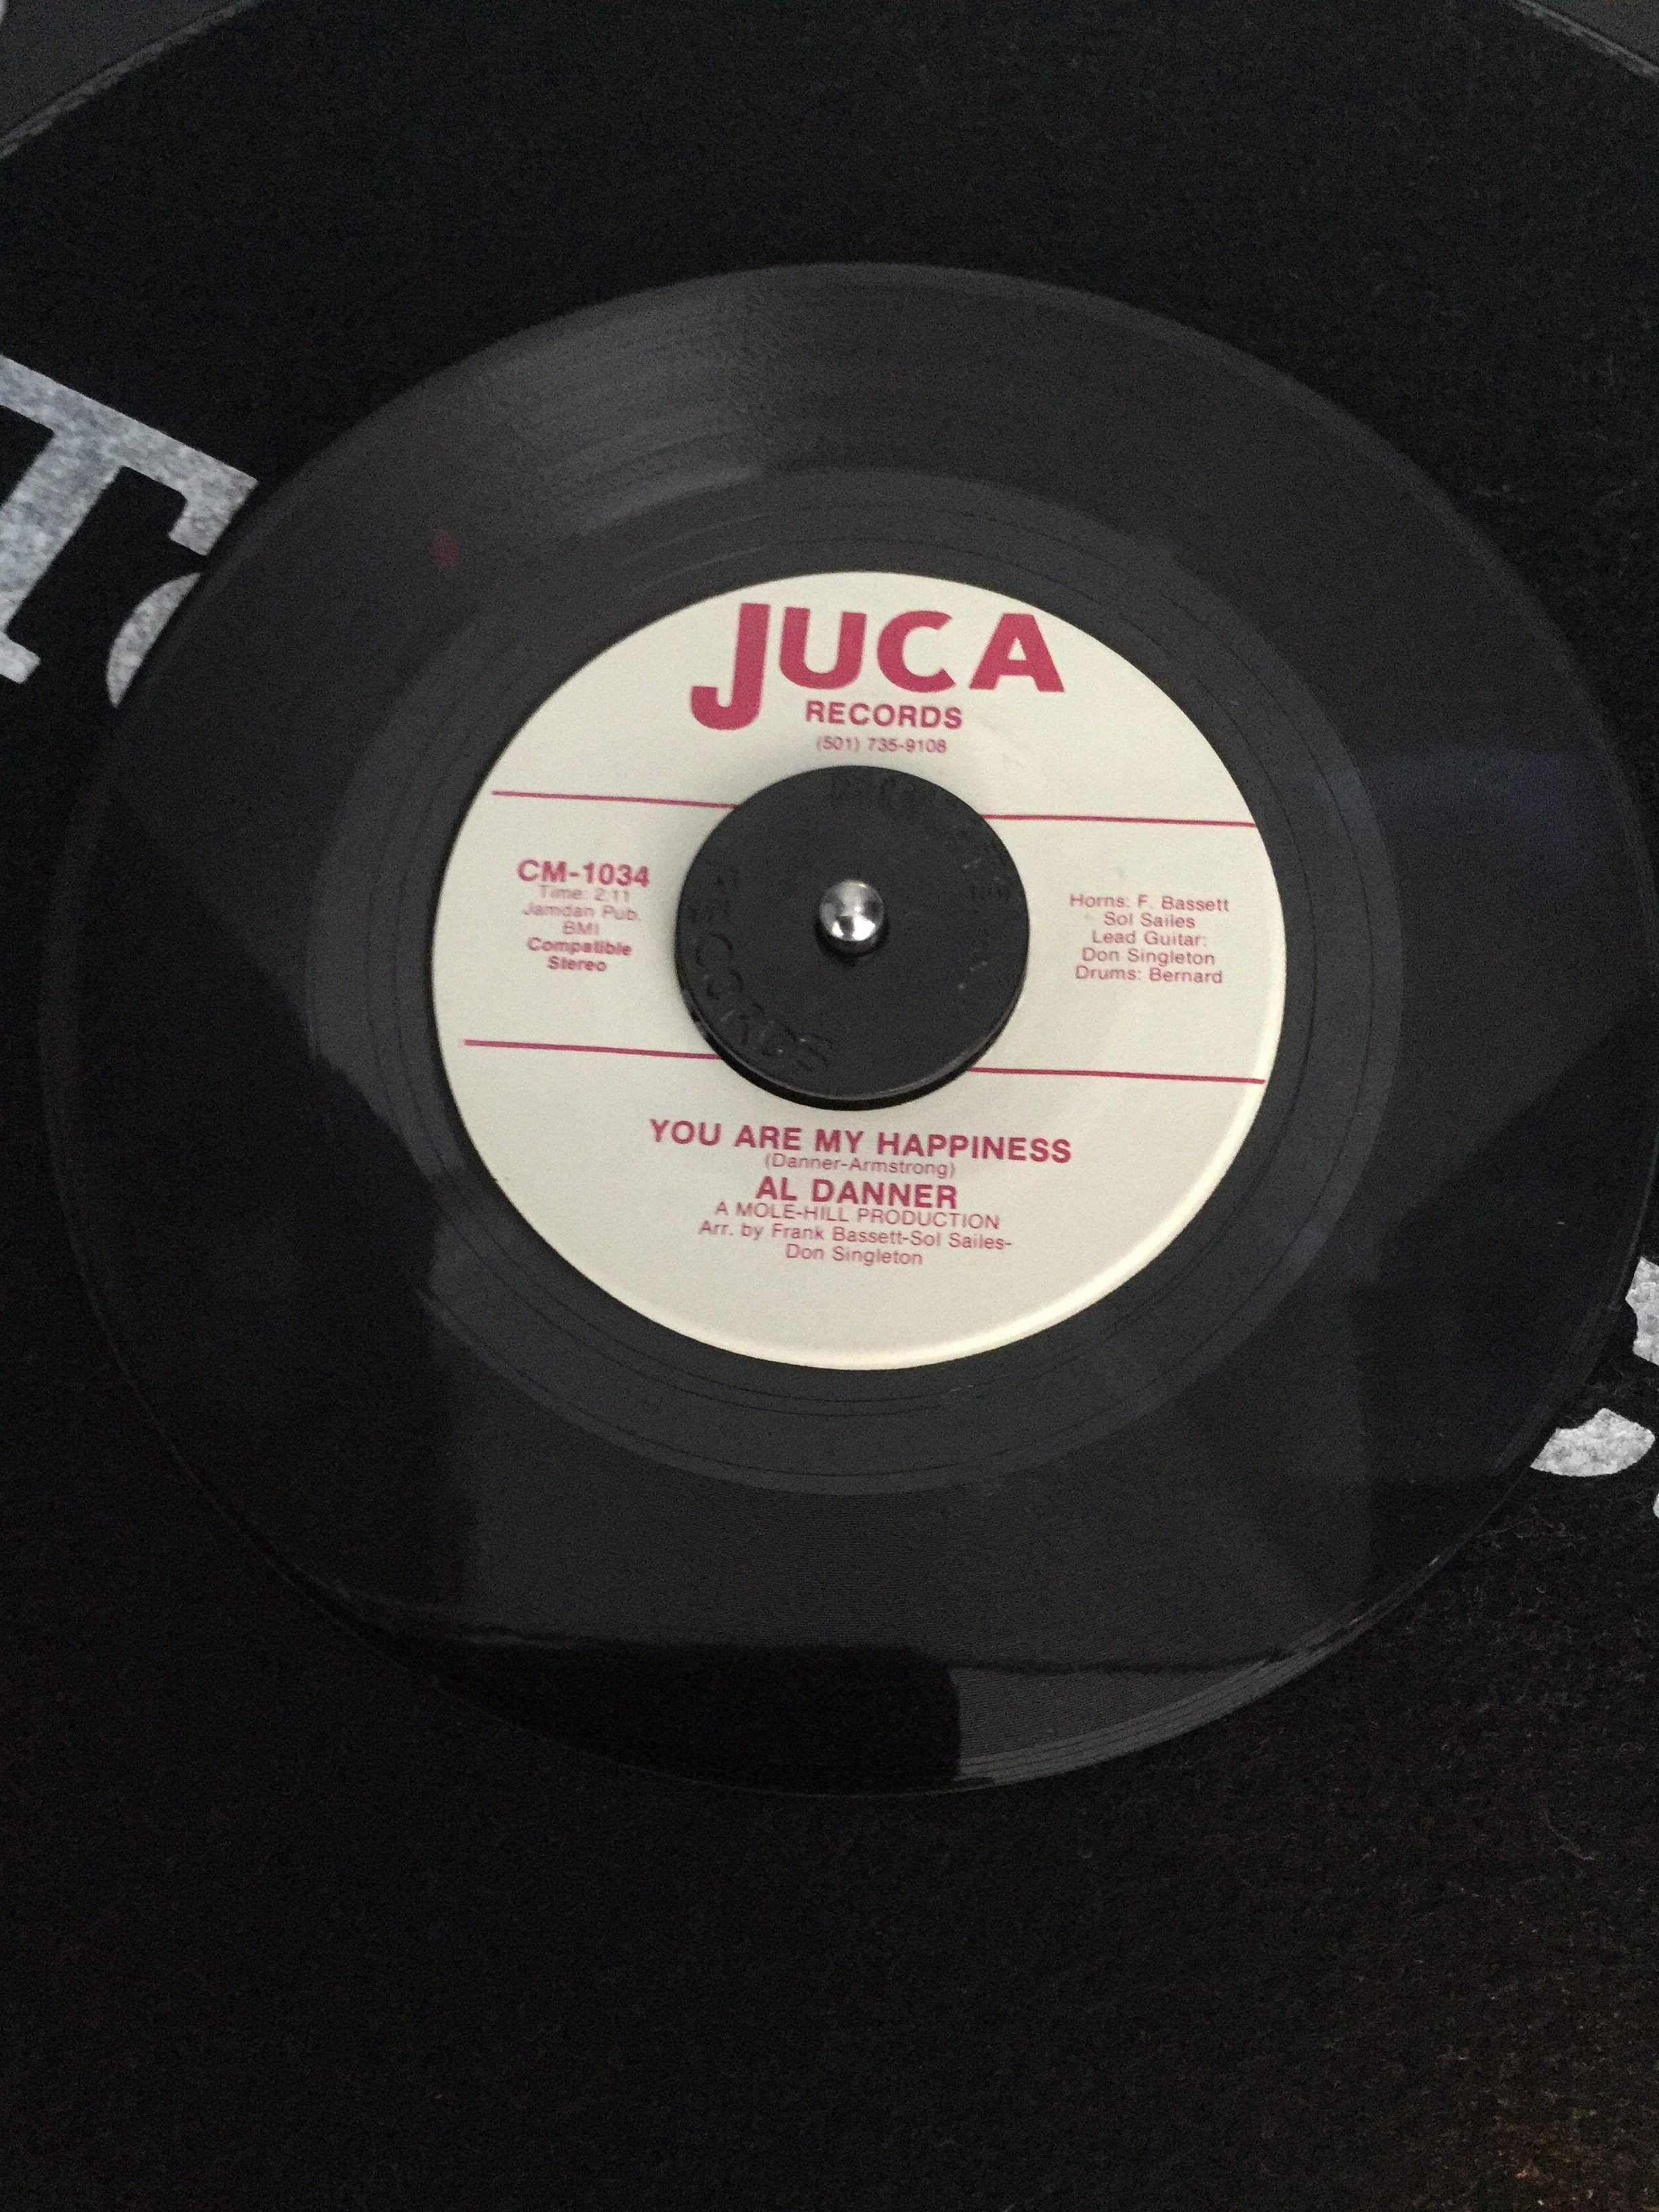 JUCA
RECORDS
(501) 735-9108
CM-1034
Time: 2:11
Jamdan Pub.
BMI
Compatible
Stereo
Horns: F. Bassett
Sol Sailes
Lead Guitar:
Don Singleton
Drums: Bernard
RECORDS
YOU ARE MY HAPPINESS
(Danner-Armstrong)
AL DANNER
A MOLE-HILL PRODUCTION
Arr. by Frank Bassett-Sol Sailes-
Don Singleton